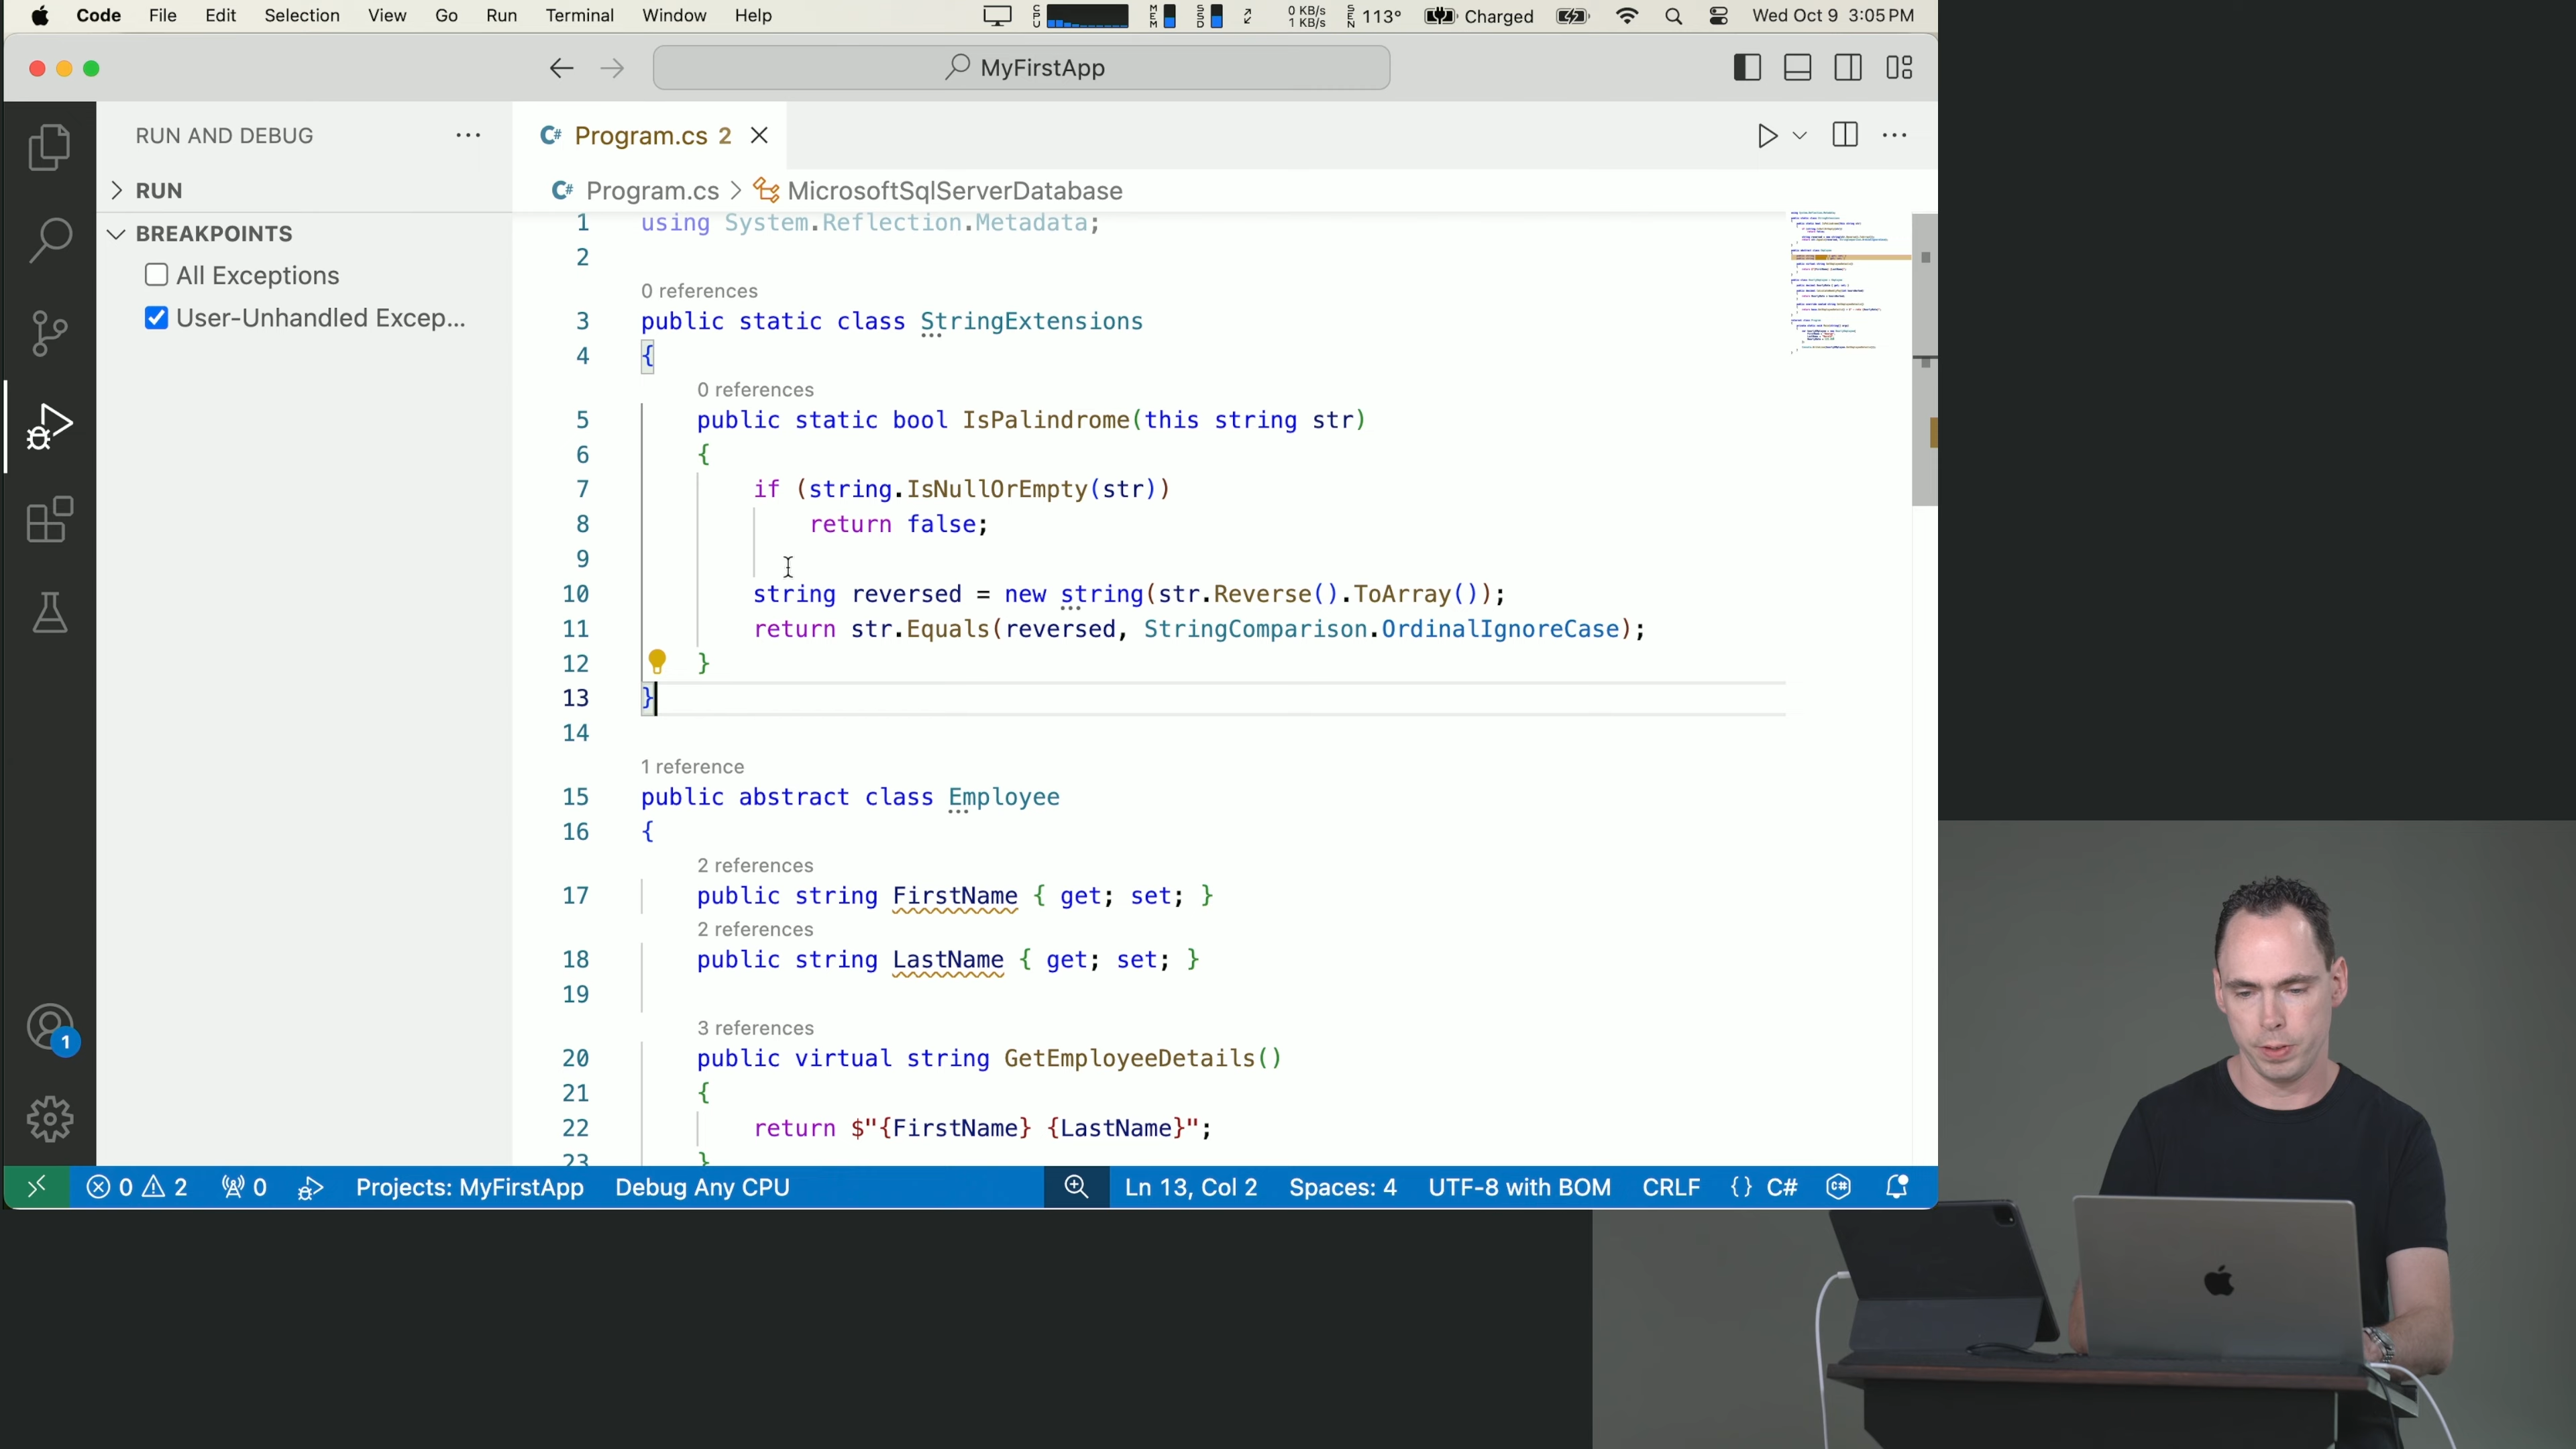 Code File Edit Selection View Go Run Terminal Window Help CPU MEM SSD 0 KB/s 1 KB/s SEN 113° Charged Wed Oct 9 3:05 PM
MyFirstApp
RUN AND DEBUG
RUN
BREAKPOINTS
All Exceptions
User-Unhandled Excep...
1
C# Program.cs 2
C# Program.cs > MicrosoftSqlServerDatabase
1 using System.Reflection.Metadata;
2
0 references
3 public static class StringExtensions
4 {
0 references
5 public static bool IsPalindrome(this string str)
6 {
7 if (string.IsNullOrEmpty(str))
8 return false;
9
10 string reversed = new string(str.Reverse().ToArray());
11 return str.Equals(reversed, StringComparison.OrdinalIgnoreCase);
12 }
13 }
14
1 reference
15 public abstract class Employee
16 {
2 references
17 public string FirstName { get; set; }
2 references
18 public string LastName { get; set; }
19
3 references
20 public virtual string GetEmployeeDetails()
21 {
22 return $"{FirstName} {LastName}";
23 }
0 2 0 Projects: MyFirstApp Debug Any CPU Ln 13, Col 2 Spaces: 4 UTF-8 with BOM CRLF {} C# C#